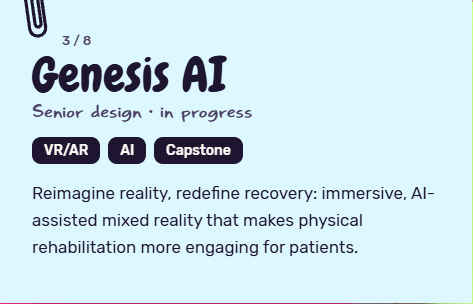 3 / 8
Genesis AI
Senior design · in progress
VR/AR AI Capstone
Reimagine reality, redefine recovery: immersive, AI-
assisted mixed reality that makes physical
rehabilitation more engaging for patients.